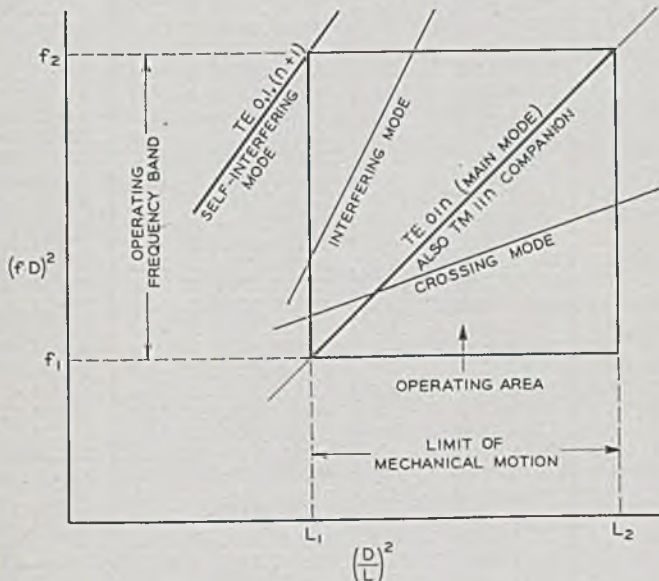 f₂
TE 0,1,(n+1)
SELF-INTERFERING
MODE
INTERFERING MODE
TE 01n (MAIN MODE)
ALSO TM 11n COMPANION
CROSSING MODE
OPERATING
FREQUENCY BAND
(fD)²
f₁
OPERATING AREA
LIMIT OF
MECHANICAL MOTION
L₁
L₂
(D/L)²